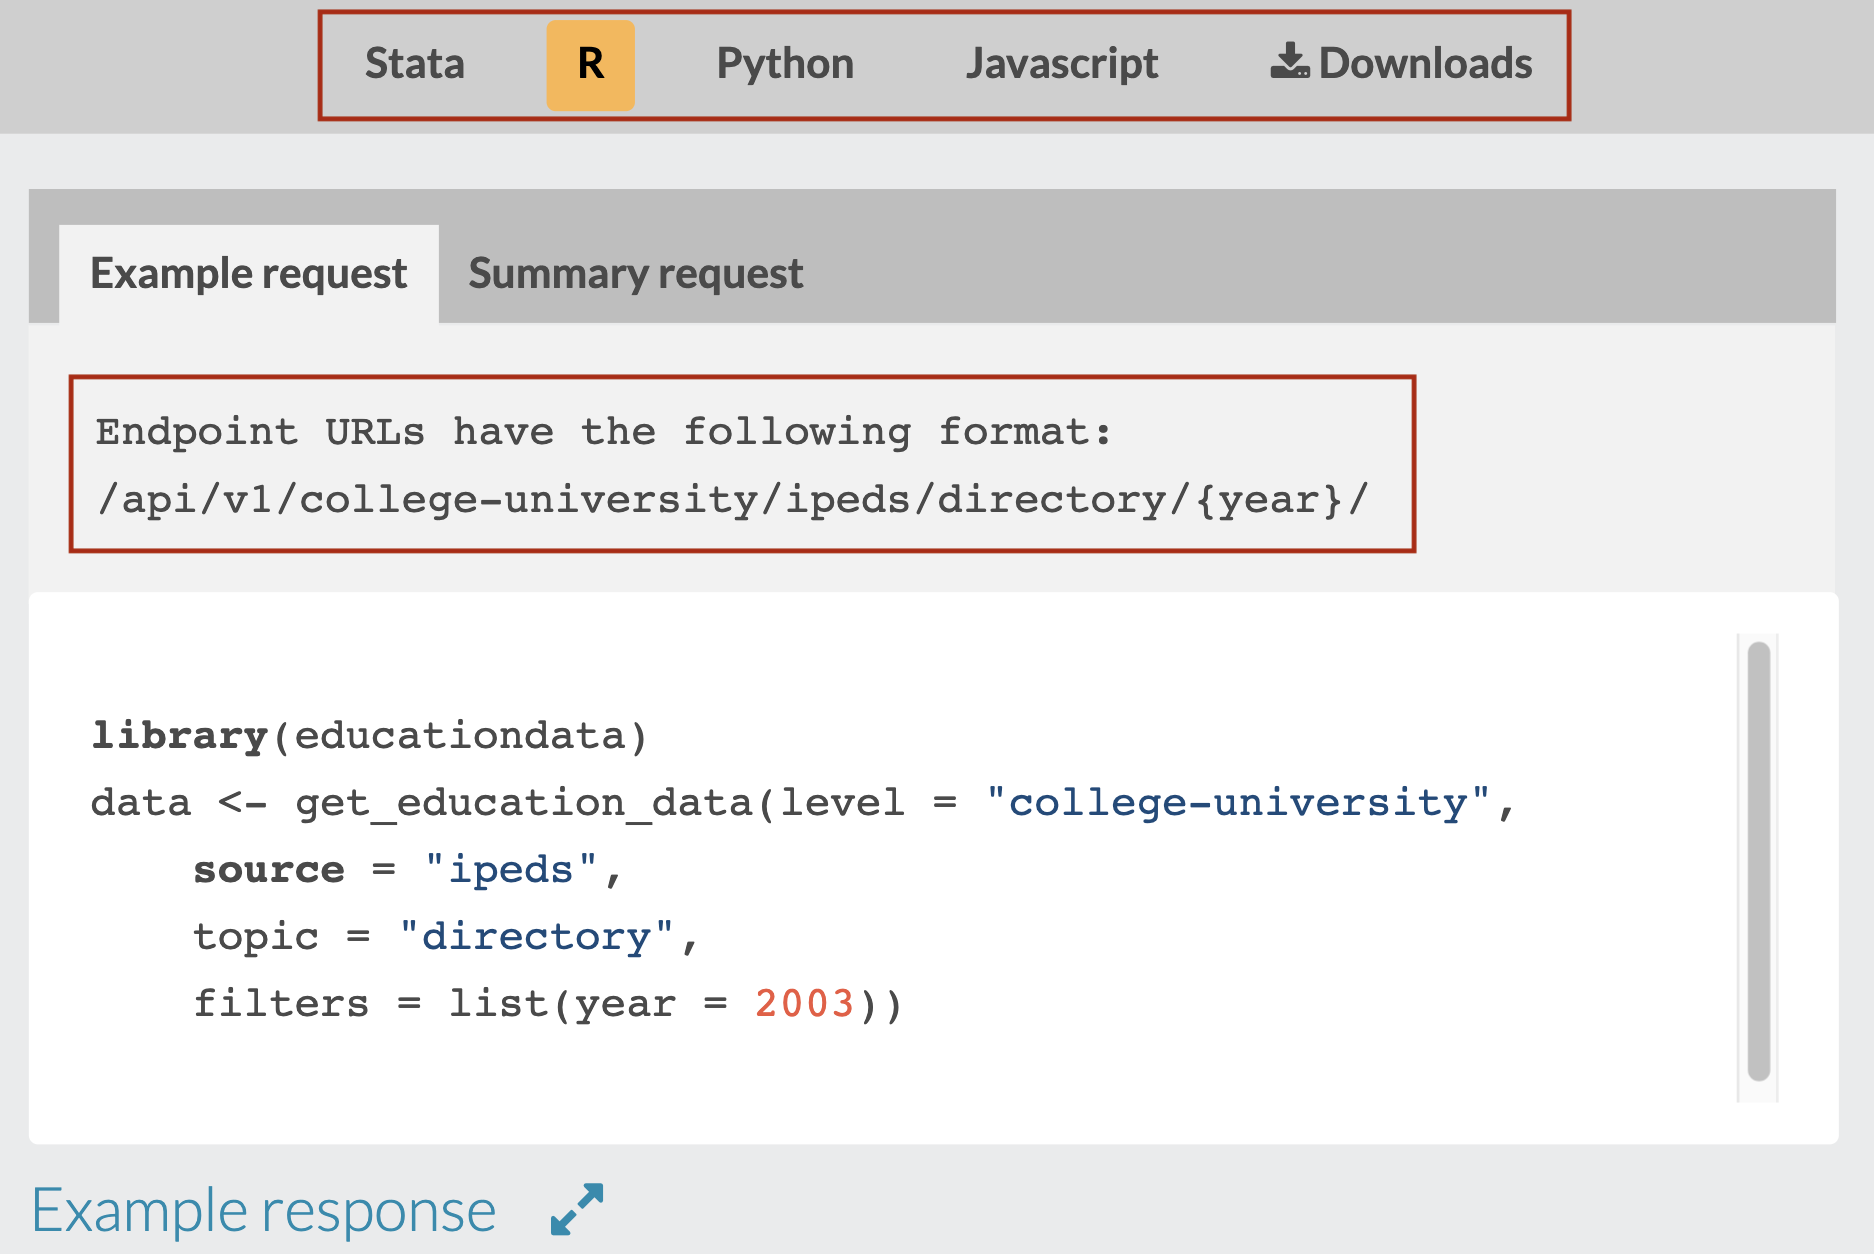 Stata R Python Javascript Downloads
Example request Summary request
Endpoint URLs have the following format:
/api/v1/college-university/ipeds/directory/{year}/
library(educationdata)
data <- get_education_data(level = "college-university",
    source = "ipeds",
    topic = "directory",
    filters = list(year = 2003))
Example response